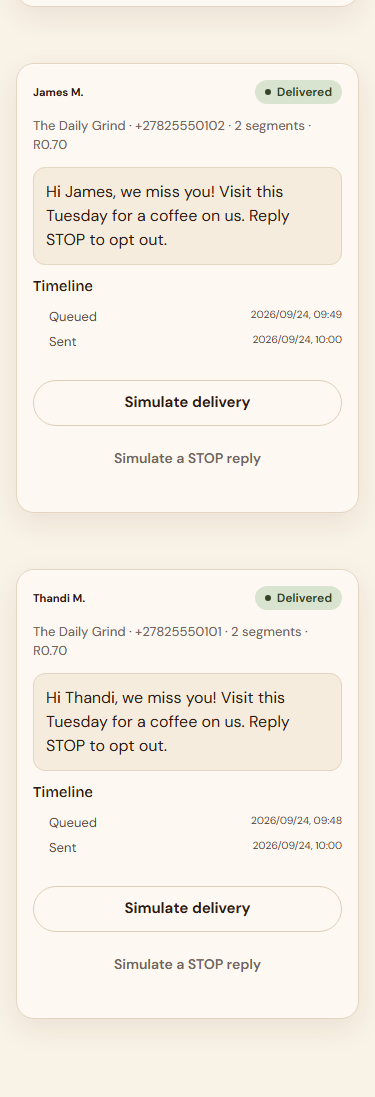 James M.
Delivered
The Daily Grind · +27825550102 · 2 segments ·
R0.70
Hi James, we miss you! Visit this
Tuesday for a coffee on us. Reply
STOP to opt out.
Timeline
Queued 2026/09/24, 09:49
Sent 2026/09/24, 10:00
Simulate delivery
Simulate a STOP reply
Thandi M.
Delivered
The Daily Grind · +27825550101 · 2 segments ·
R0.70
Hi Thandi, we miss you! Visit this
Tuesday for a coffee on us. Reply
STOP to opt out.
Timeline
Queued 2026/09/24, 09:48
Sent 2026/09/24, 10:00
Simulate delivery
Simulate a STOP reply